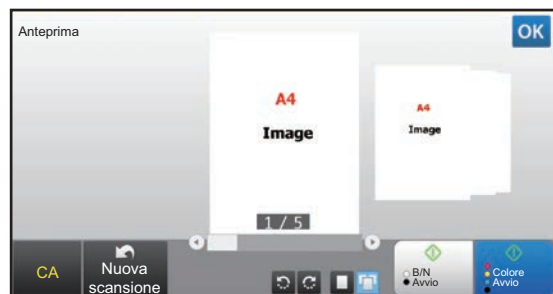 Anteprima
OK
A4
Image
A4
Image
1 / 5
CA
Nuova
scansione
B/N
Avvio
Colore
Avvio